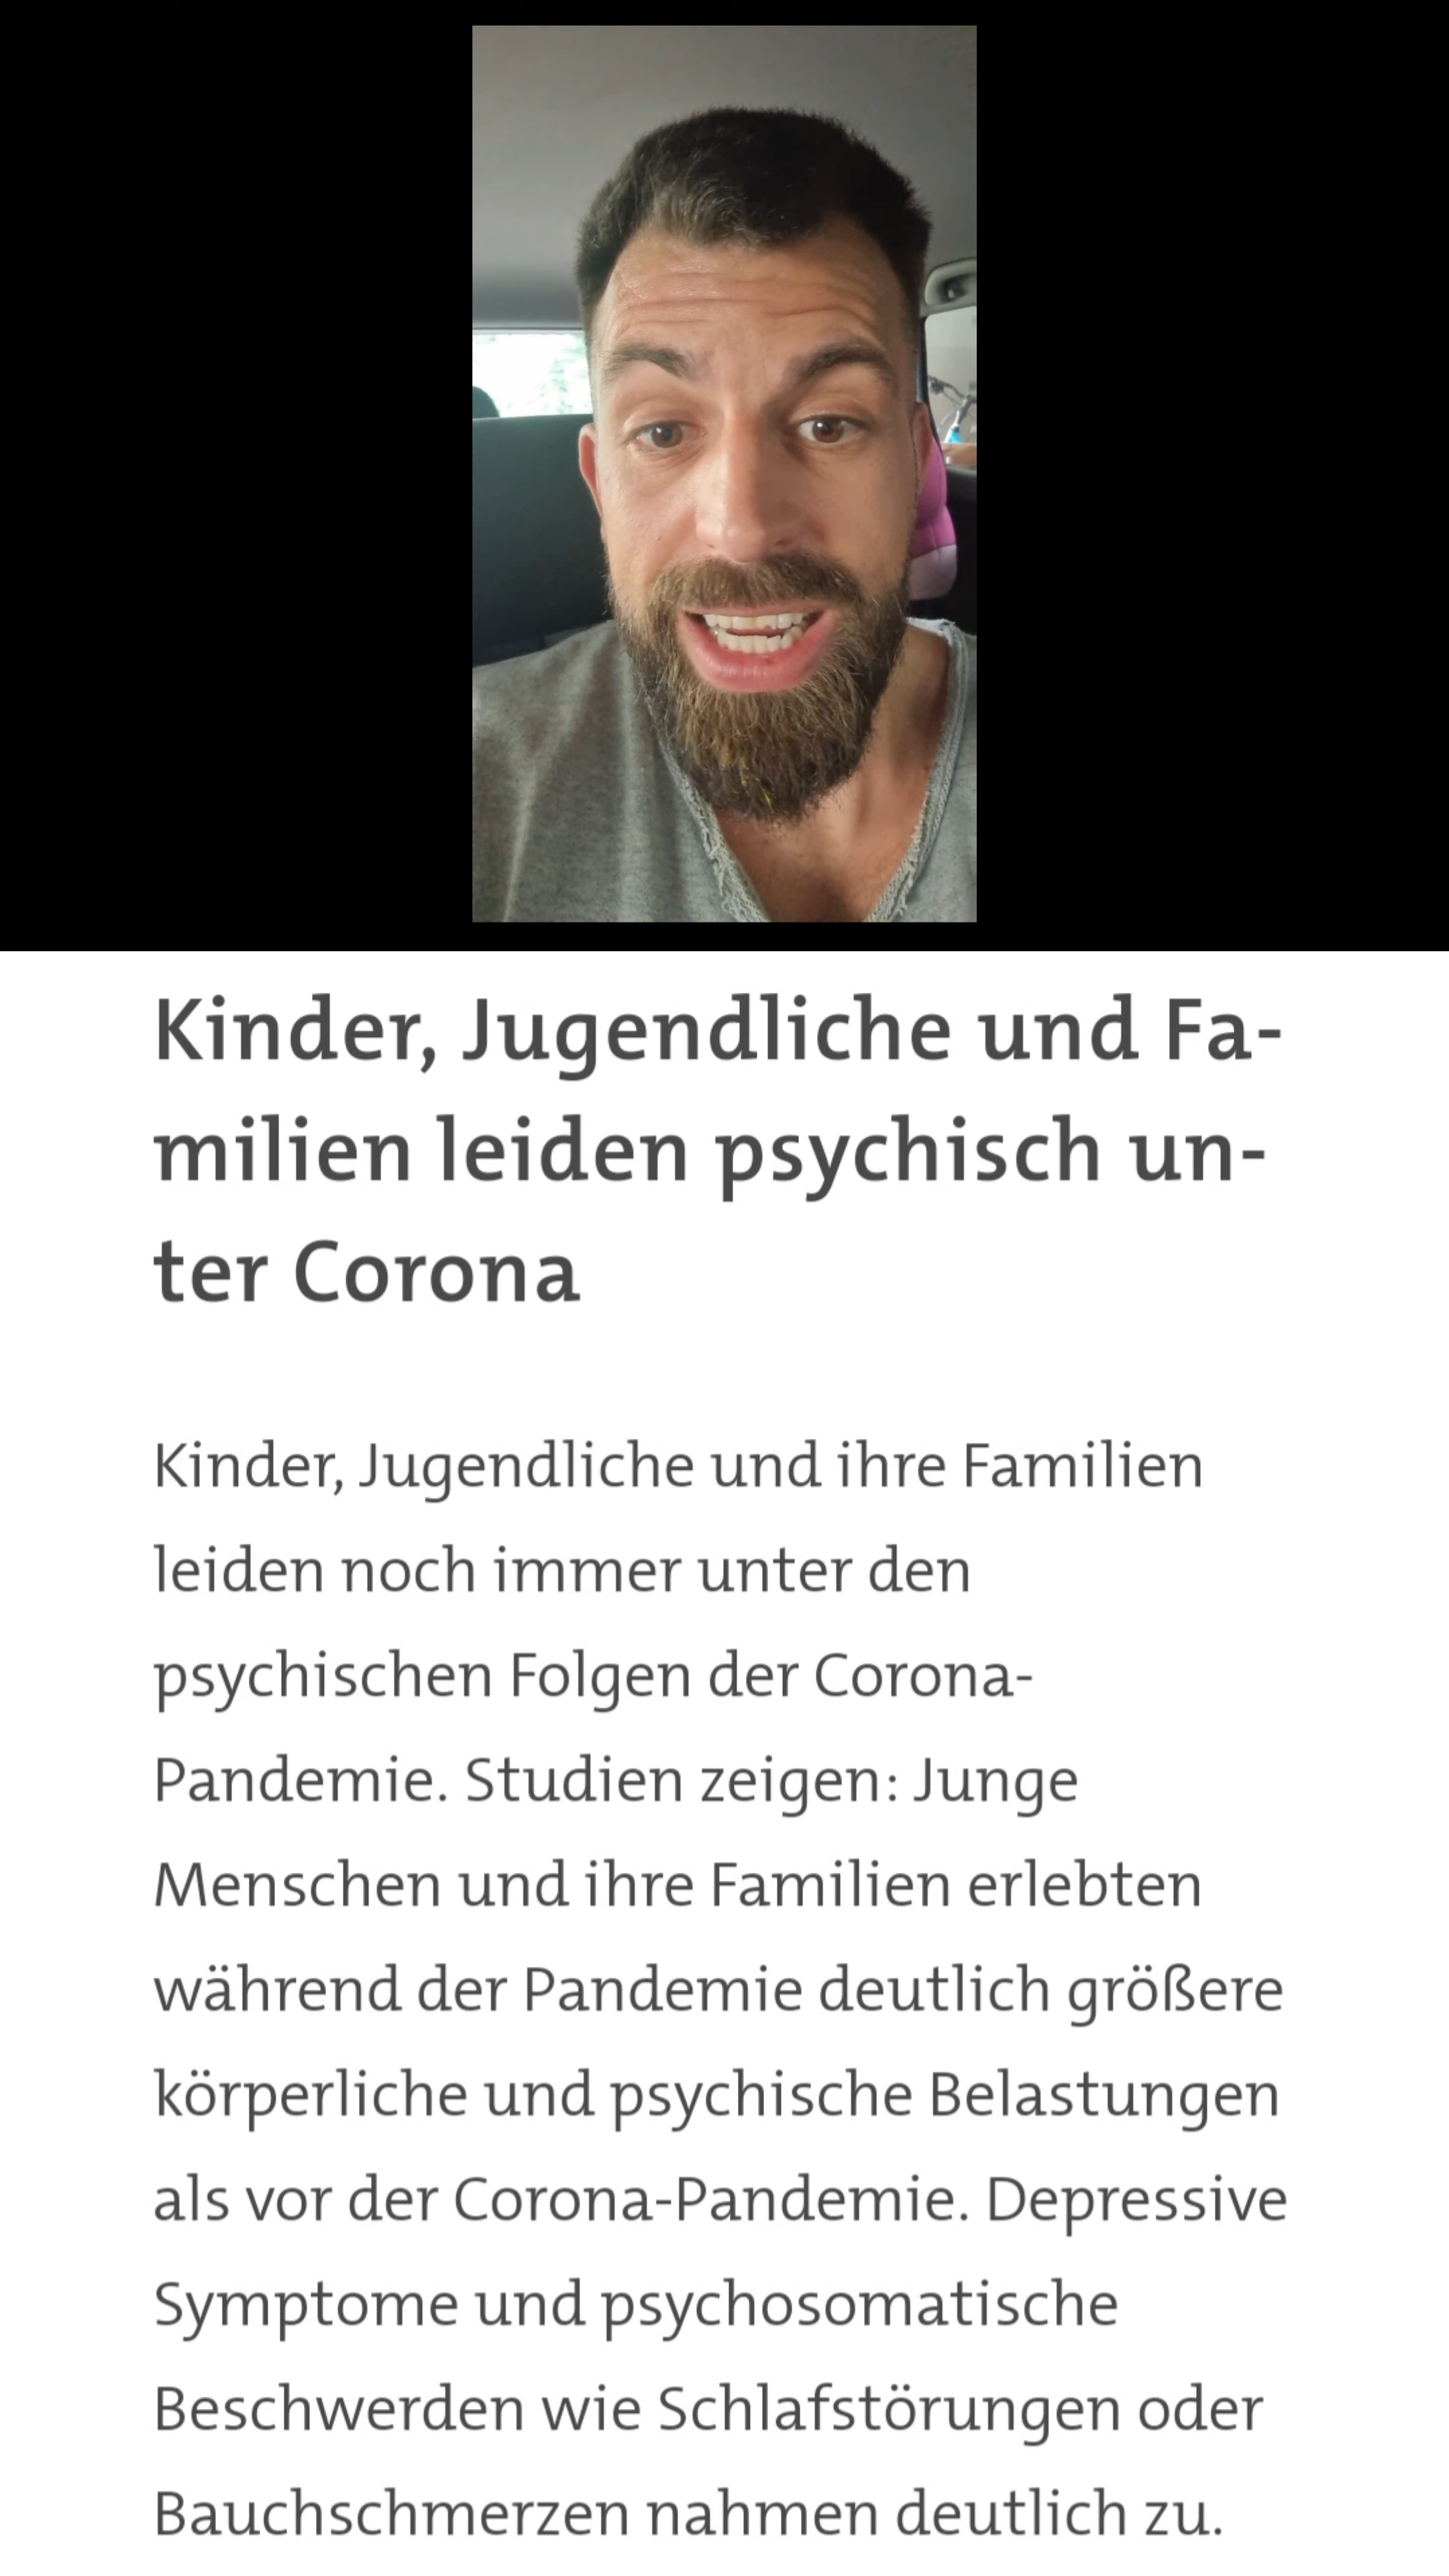 Kinder, Jugendliche und Fa-
milien leiden psychisch un-
ter Corona
Kinder, Jugendliche und ihre Familien
leiden noch immer unter den
psychischen Folgen der Corona-
Pandemie. Studien zeigen: Junge
Menschen und ihre Familien erlebten
während der Pandemie deutlich größere
körperliche und psychische Belastungen
als vor der Corona-Pandemie. Depressive
Symptome und psychosomatische
Beschwerden wie Schlafstörungen oder
Bauchschmerzen nahmen deutlich zu.